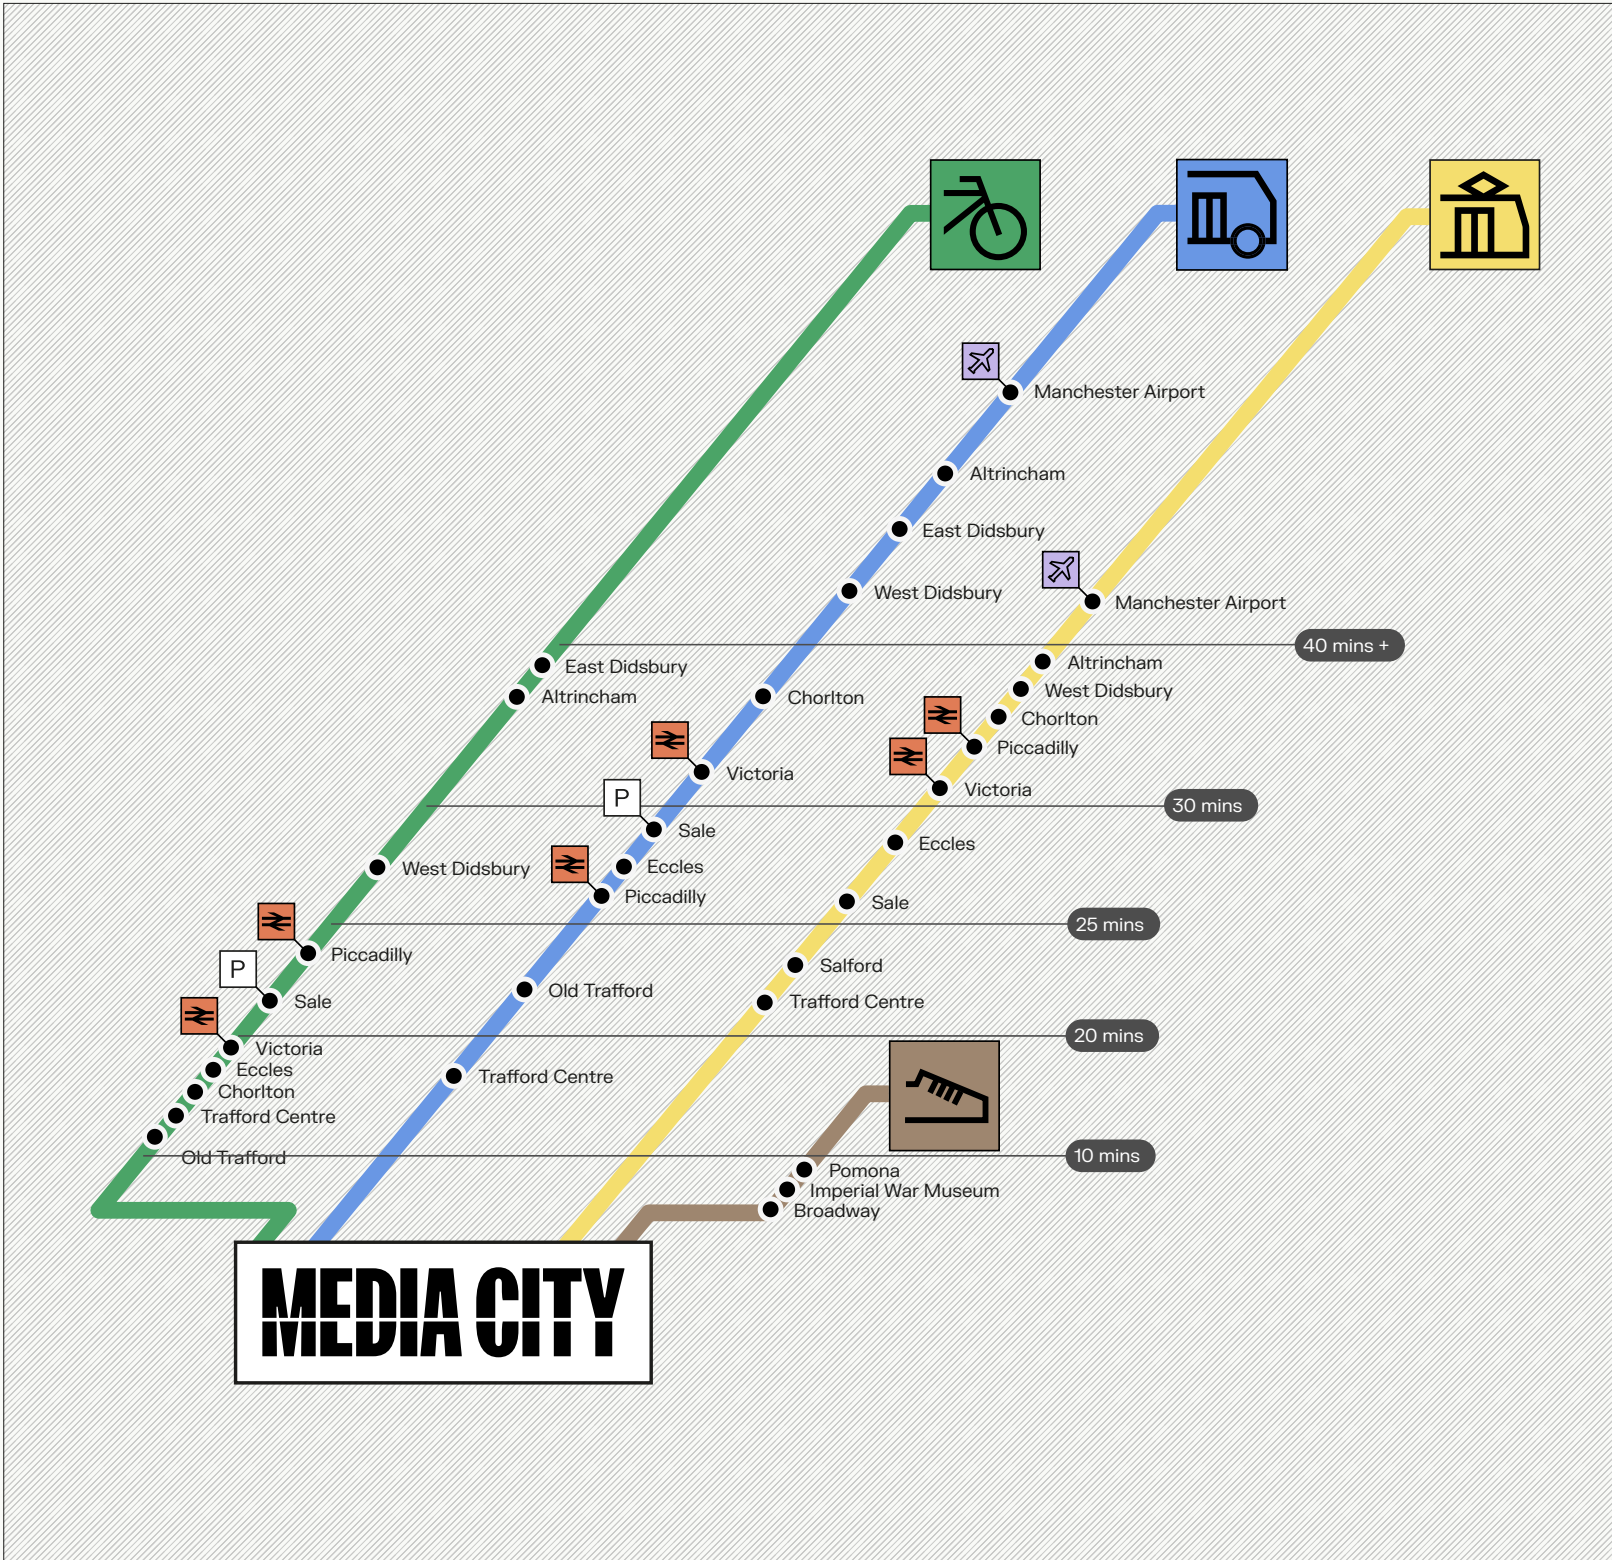 Manchester Airport
Altrincham
East Didsbury
West Didsbury
Manchester Airport
40 mins +
East Didsbury
Altrincham
Altrincham
West Didsbury
Chorlton
Chorlton
Piccadilly
Victoria
Victoria
P
30 mins
Sale
Eccles
West Didsbury
Eccles
Piccadilly
Sale
25 mins
Piccadilly
P
Salford
Sale
Old Trafford
Trafford Centre
20 mins
Victoria
Eccles
Chorlton
Trafford Centre
Trafford Centre
Old Trafford
10 mins
Pomona
Imperial War Museum
Broadway
MEDIA CITY